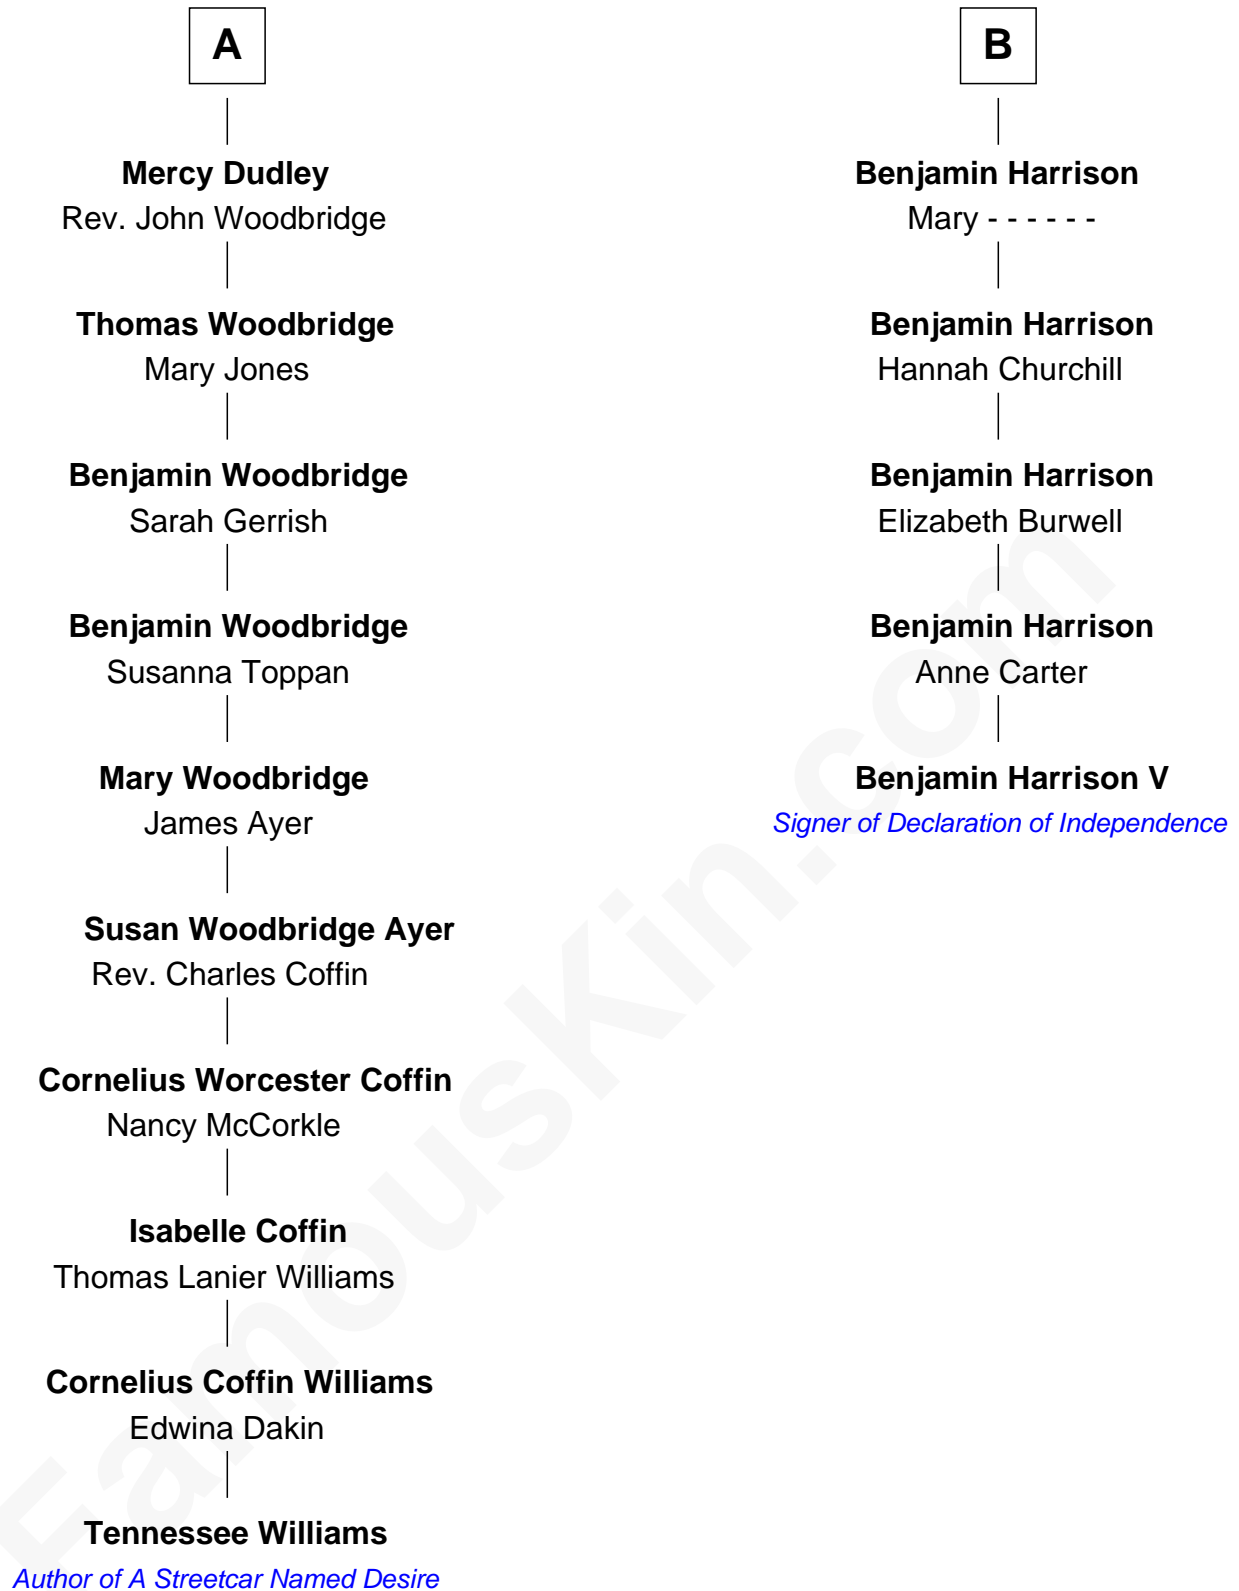 A
Mercy Dudley
Rev. John Woodbridge
Thomas Woodbridge
Mary Jones
Benjamin Woodbridge
Sarah Gerrish
Benjamin Woodbridge
Susanna Toppan
Mary Woodbridge
James Ayer
Susan Woodbridge Ayer
Rev. Charles Coffin
Cornelius Worcester Coffin
Nancy McCorkle
Isabelle Coffin
Thomas Lanier Williams
Cornelius Coffin Williams
Edwina Dakin
Tennessee Williams
Author of A Streetcar Named Desire
B
Benjamin Harrison
Mary - - - - - -
Benjamin Harrison
Hannah Churchill
Benjamin Harrison
Elizabeth Burwell
Benjamin Harrison
Anne Carter
Benjamin Harrison V
Signer of Declaration of Independence
FamousKin.com